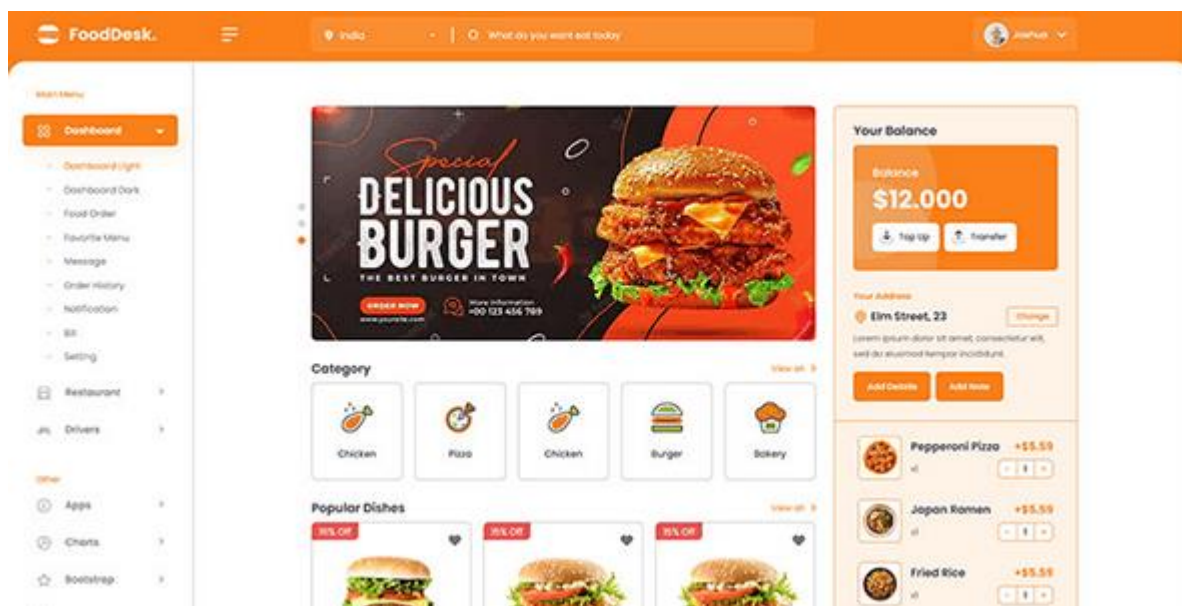 FoodDesk.
India
What do you want eat today
Joshua
Main Menu
Dashboard
Dashboard Light
Dashboard Dark
Food Order
Favorite Menu
Message
Order History
Notification
Bill
Setting
Restaurant
Drivers
Other
Apps
Charts
Bootstrap
Special
DELICIOUS
BURGER
THE BEST BURGER IN TOWN
ORDER NOW
www.yoursite.com
More Information
+00 123 456 789
Category
View all
Chicken
Pizza
Chicken
Burger
Bakery
Popular Dishes
View all
15% Off
15% Off
15% Off
Your Balance
Balance
$12.000
Top Up
Transfer
Your Address
Elm Street, 23
Change
Lorem ipsum dolor sit amet, consectetur elit,
sed do eiusmod tempor incididunt.
Add Details
Add Note
Pepperoni Pizza
+$5.59
x1
- 1 +
Japan Ramen
+$5.59
x1
- 1 +
Fried Rice
+$5.59
x1
- 1 +